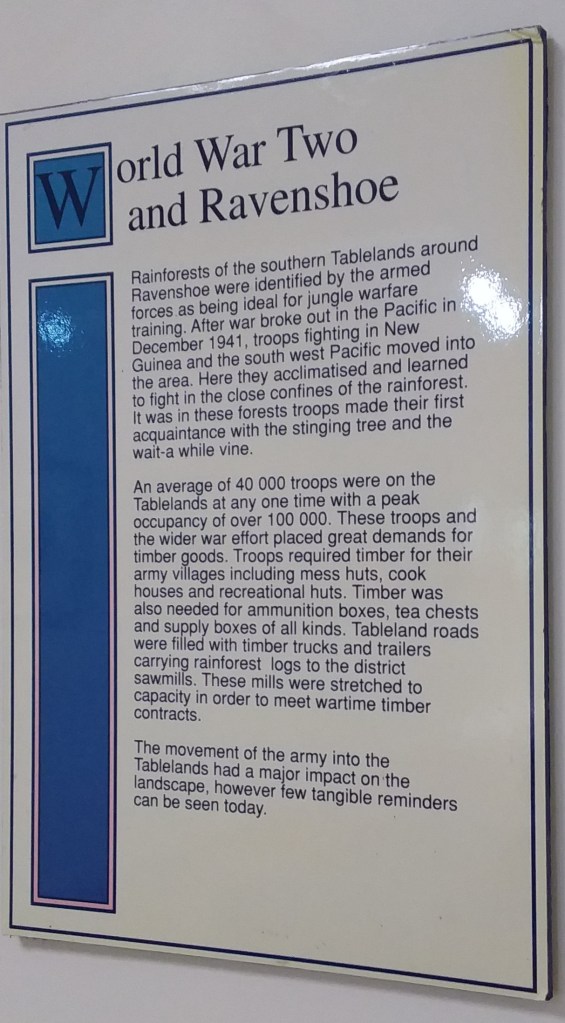 World War Two
and Ravenshoe
Rainforests of the southern Tablelands around
Ravenshoe were identified by the armed
forces as being ideal for jungle warfare
training. After war broke out in the Pacific in
December 1941, troops fighting in New
Guinea and the south west Pacific moved into
the area. Here they acclimatised and learned
to fight in the close confines of the rainforest.
It was in these forests troops made their first
acquaintance with the stinging tree and the
wait-a while vine.
An average of 40 000 troops were on the
Tablelands at any one time with a peak
occupancy of over 100 000. These troops and
the wider war effort placed great demands for
timber goods. Troops required timber for their
army villages including mess huts, cook
houses and recreational huts. Timber was
also needed for ammunition boxes, tea chests
and supply boxes of all kinds. Tableland roads
were filled with timber trucks and trailers
carrying rainforest logs to the district
sawmills. These mills were stretched to
capacity in order to meet wartime timber
contracts.
The movement of the army into the
Tablelands had a major impact on the
landscape, however few tangible reminders
can be seen today.